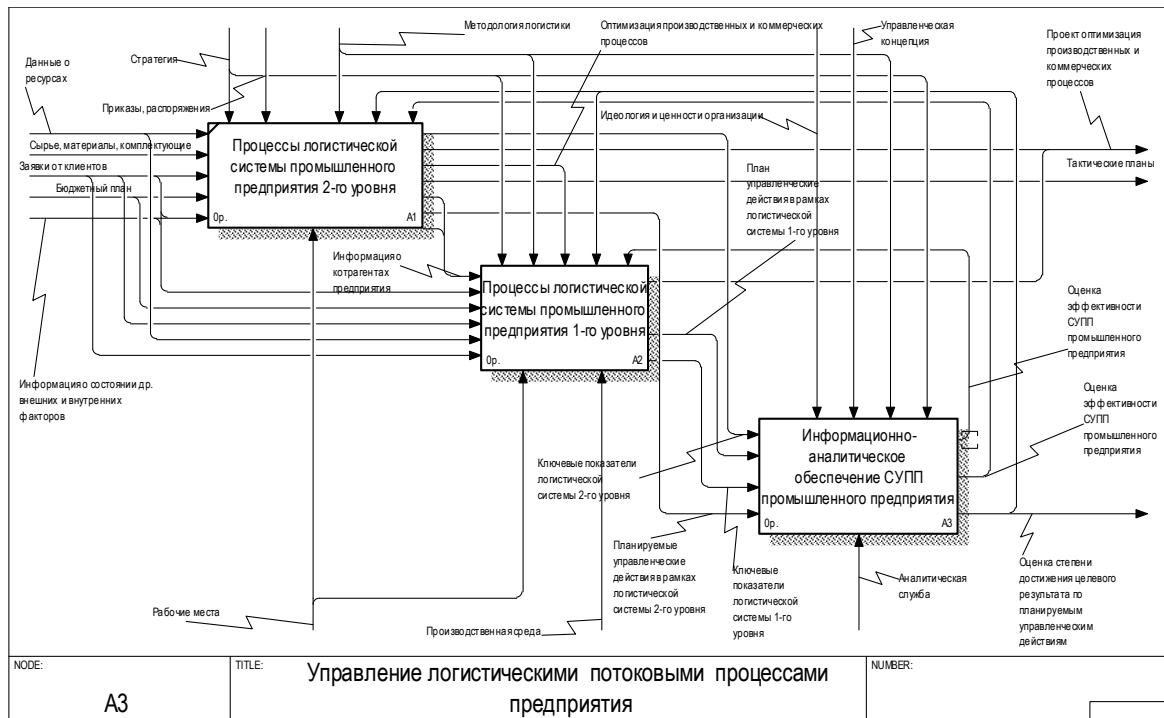 Методология логистики
Оптимизация производственных и коммерческих
процессов
Управленческая
концепция
Проект оптимизация
производственных и
коммерческих
процессов
Стратегия
Данные о
ресурсах
Приказы, распоряжения
Идеология и ценности организации
Сырье, материалы, комплектующие
Заявки от клиентов
Бюджетный план
Процессы логистической
системы промышленного
предприятия 2-го уровня
0р.
A1
Тактические планы
План
управленческие
действия в рамках
логистической
системы 1-го уровня
Информация о
котрагентах
предприятия
Процессы логистической
системы промышленного
предприятия 1-го уровня
0р.
A2
Оценка
эффективности
СУПП
промышленного
предприятия
Информация о состоянии др.
внешних и внутренних
факторов
Оценка
эффективности
СУПП
промышленного
предприятия
Информационно-
аналитическое
обеспечение СУПП
промышленного предприятия
0р.
A3
Ключевые показатели
логистической
системы 2-го уровня
Планируемые
управленческие
действия в рамках
логистической
системы 2-го уровня
Ключевые
показатели
логистической
системы 1-го
уровня
Аналитическая
служба
Оценка степени
достижения целевого
результата по
планируемым
управленческим
действиям
Рабочие места
Производственная среда
NODE:
A3
TITLE:
Управление логистическими потоковыми процессами
предприятия
NUMBER: